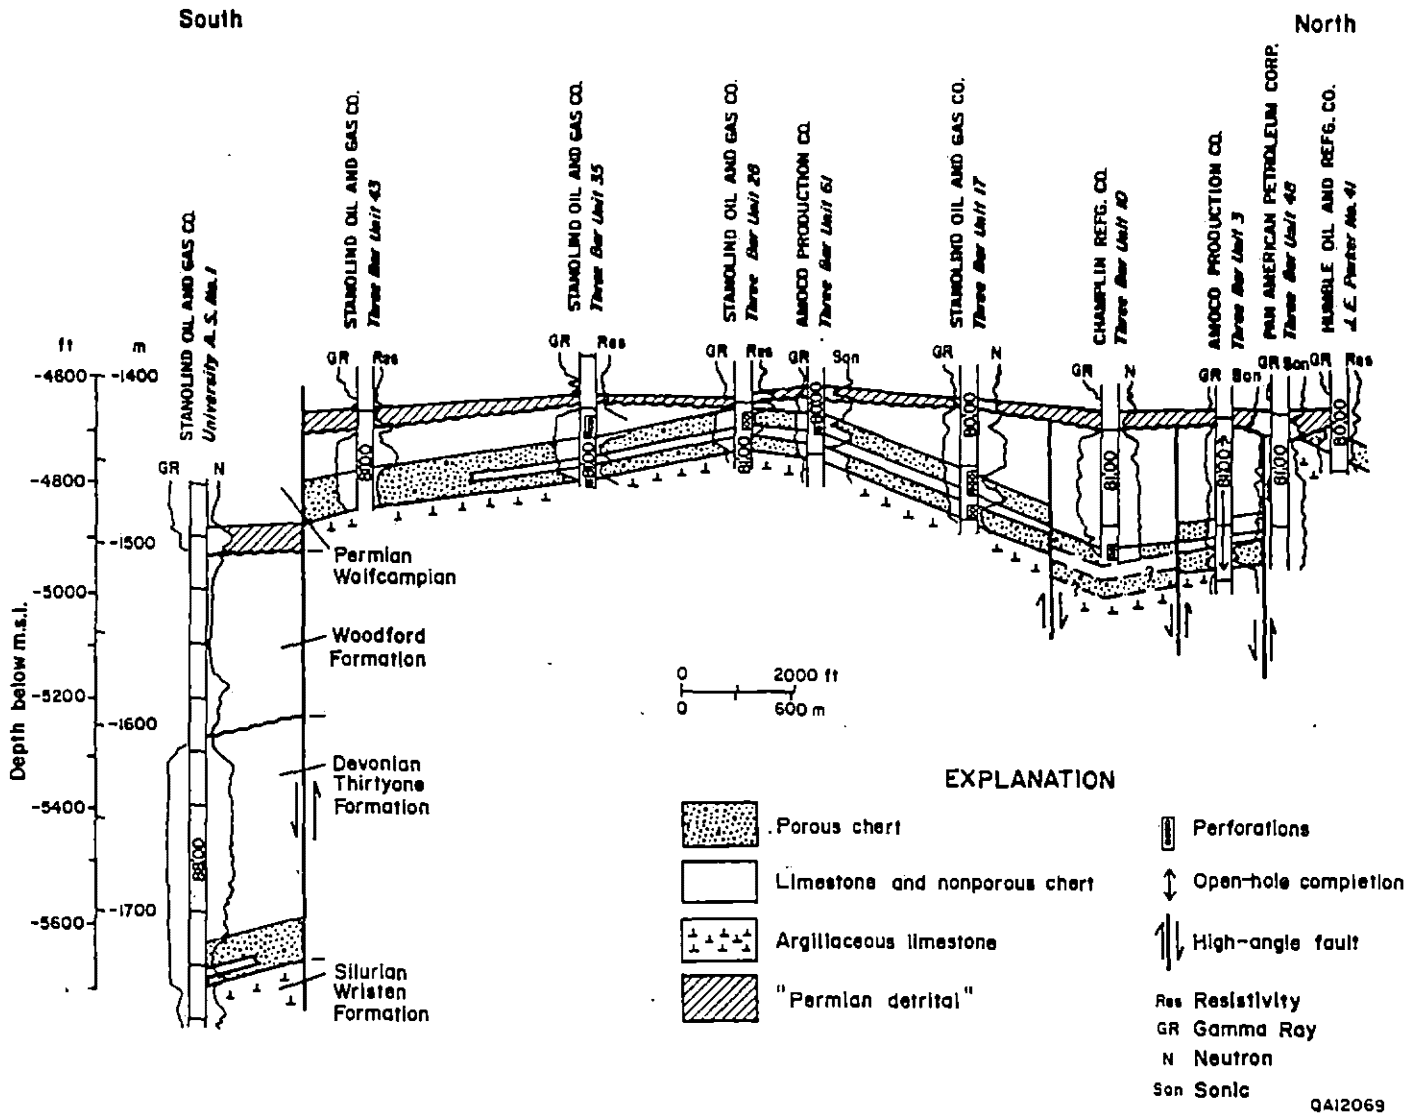 South
North
STANOLIND OIL AND GAS CO.
University A.S. No. 1
STANOLIND OIL AND GAS CO.
Three Bar Unit 43
STANOLIND OIL AND GAS CO.
Three Bar Unit 35
STANOLIND OIL AND GAS CO.
Three Bar Unit 28
AMOCO PRODUCTION CO.
Three Bar Unit 61
STANOLIND OIL AND GAS CO.
Three Bar Unit 17
CHAMPLIN REFG. CO.
Three Bar Unit 10
AMOCO PRODUCTION CO.
Three Bar Unit 3
PAN AMERICAN PETROLEUM CORP.
Three Bar Unit 48
HUMBLE OIL AND REFG. CO.
J. E. Parker No. 41
ft m
GR Res
GR Res
GR Res
GR Son
GR N
GR N
GR Son
GR Son
GR Res
GR N
-4600 -1400
-4800
-1500
-5000
-5200
-1600
-5400
-1700
-5600
Depth below m.s.l.
8100
8100
8100
8000
8000
8100
8100
8100
8000
8800
?
?
Permian
Wolfcampian
Woodford
Formation
Devonian
Thirtyone
Formation
Silurian
Wristen
Formation
0 2000 ft
0 600 m
EXPLANATION
Porous chert
Limestone and nonporous chert
Argillaceous limestone
"Permian detrital"
Perforations
Open-hole completion
High-angle fault
Res Resistivity
GR Gamma Ray
N Neutron
Son Sonic
QA12069